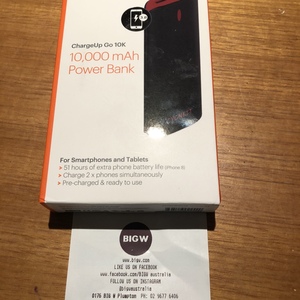 ChargeUp Go 10K
10,000 mAh
Power Bank
For Smartphones and Tablets
> 51 hours of extra phone battery life (iPhone 8)
> Charge 2 x phones simultaneously
> Pre-charged & ready to use
BIG W
www.bigw.com
LIKE US ON FACEBOOK
www.facebook.com/BIGW australia
FOLLOW US ON INSTAGRAM
@bigwaustralia
0176 BIG W Plumpton PH: 02 9677 6406